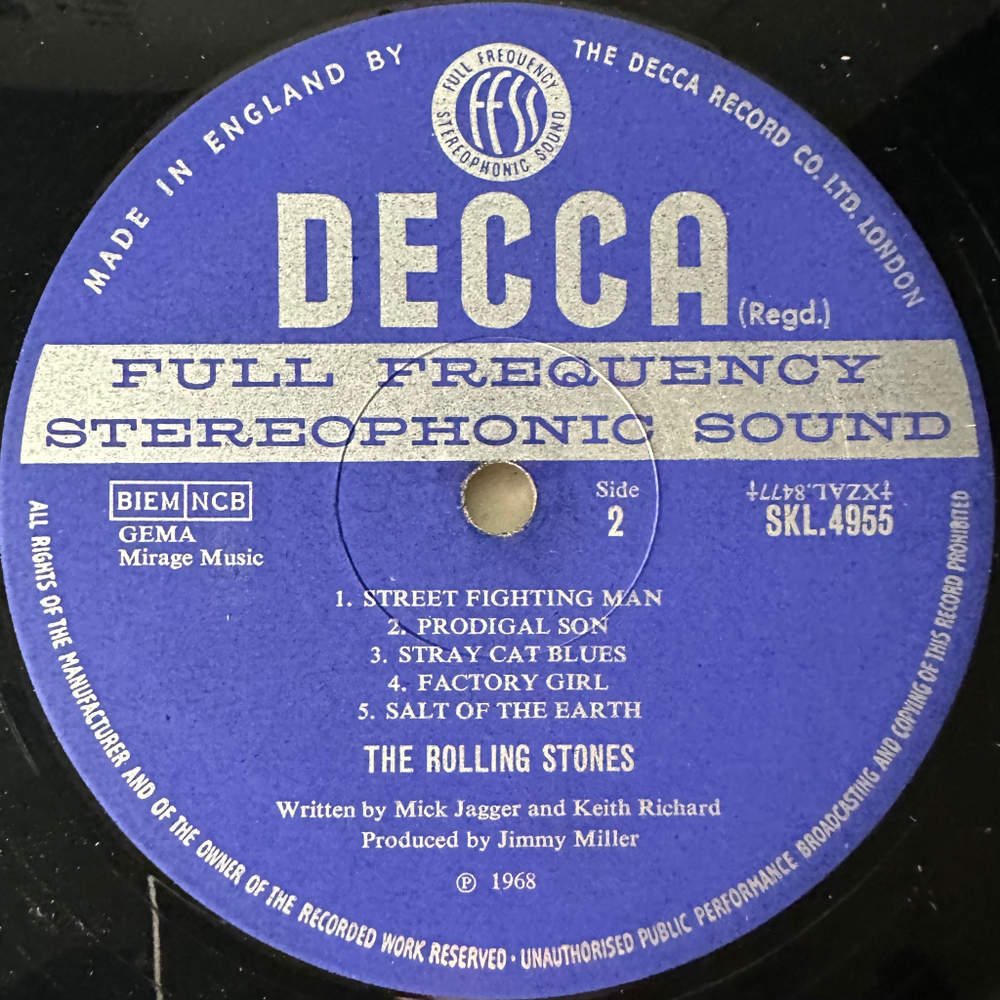 MADE IN ENGLAND BY
THE DECCA RECORD CO. LTD. LONDON
FULL FREQUENCY
ffss
STEREOPHONIC SOUND
DECCA
(Regd.)
FULL FREQUENCY
STEREOPHONIC SOUND
BIEM NCB
GEMA
Mirage Music
Side
2
‡XZAL.8477‡
SKL.4955
1. STREET FIGHTING MAN
2. PRODIGAL SON
3. STRAY CAT BLUES
4. FACTORY GIRL
5. SALT OF THE EARTH
THE ROLLING STONES
Written by Mick Jagger and Keith Richard
Produced by Jimmy Miller
℗ 1968
ALL RIGHTS OF THE MANUFACTURER AND OF THE OWNER OF THE RECORDED WORK RESERVED · UNAUTHORISED PUBLIC PERFORMANCE BROADCASTING AND COPYING OF THIS RECORD PROHIBITED